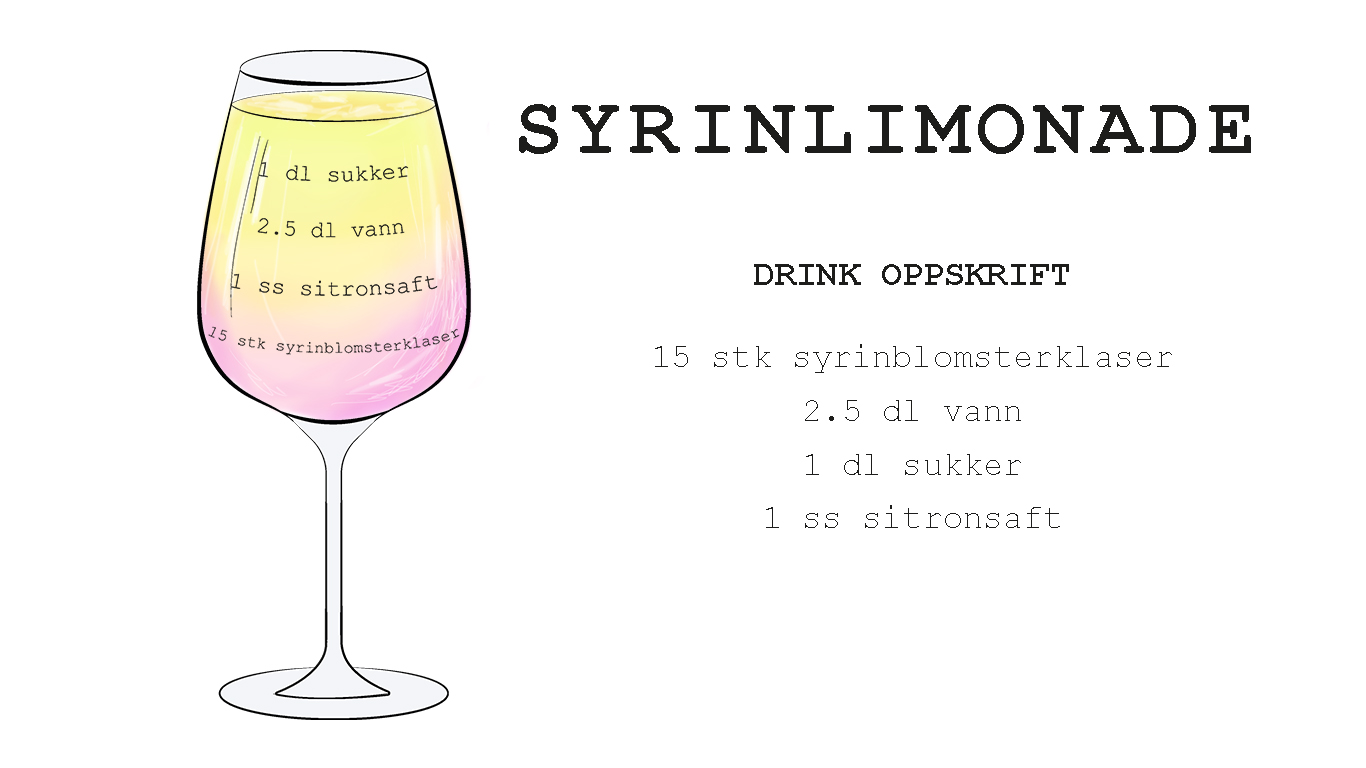 1 dl sukker
2.5 dl vann
1 ss sitronsaft
15 stk syrinblomsterklaser
SYRINLIMONADE
DRINK OPPSKRIFT
15 stk syrinblomsterklaser
2.5 dl vann
1 dl sukker
1 ss sitronsaft